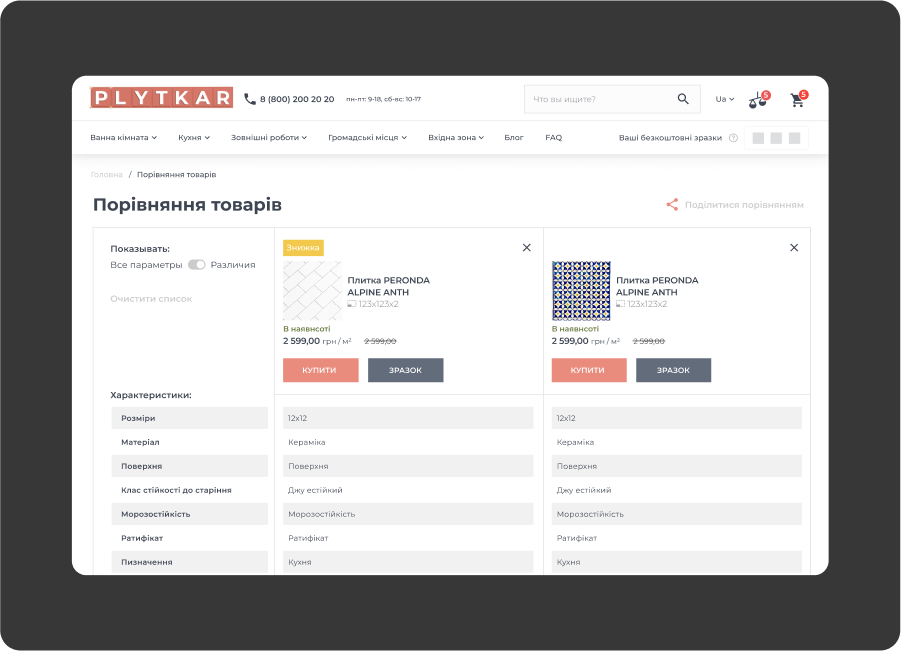 PLYTKAR 8 (800) 200 20 20 пн-пт: 9-18, сб-вс: 10-17 Что вы ищите? Ua 5 5
Ванна кімната Кухня Зовнішні роботи Громадські місця Вхідна зона Блог FAQ Ваші безкоштовні зразки ?
Головна / Порівняння товарів
Порівняння товарів Поділитися порівнянням
Показывать:
Все параметры Различия
Очистити список
Знижка
Плитка PERONDA
ALPINE ANTH
123x123x2
В наявнсоті
2 599,00 грн / м² 2 599,00
КУПИТИ ЗРАЗОК
Плитка PERONDA
ALPINE ANTH
123x123x2
В наявнсоті
2 599,00 грн / м² 2 599,00
КУПИТИ ЗРАЗОК
Характеристики:
Розміри 12x12 12x12
Матеріал Кераміка Кераміка
Поверхня Поверхня Поверхня
Клас стійкості до старіння Джу естійкий Джу естійкий
Морозостійкість Морозостійкість Морозостійкість
Ратифікат Ратифікат Ратифікат
Пизначення Кухня Кухня